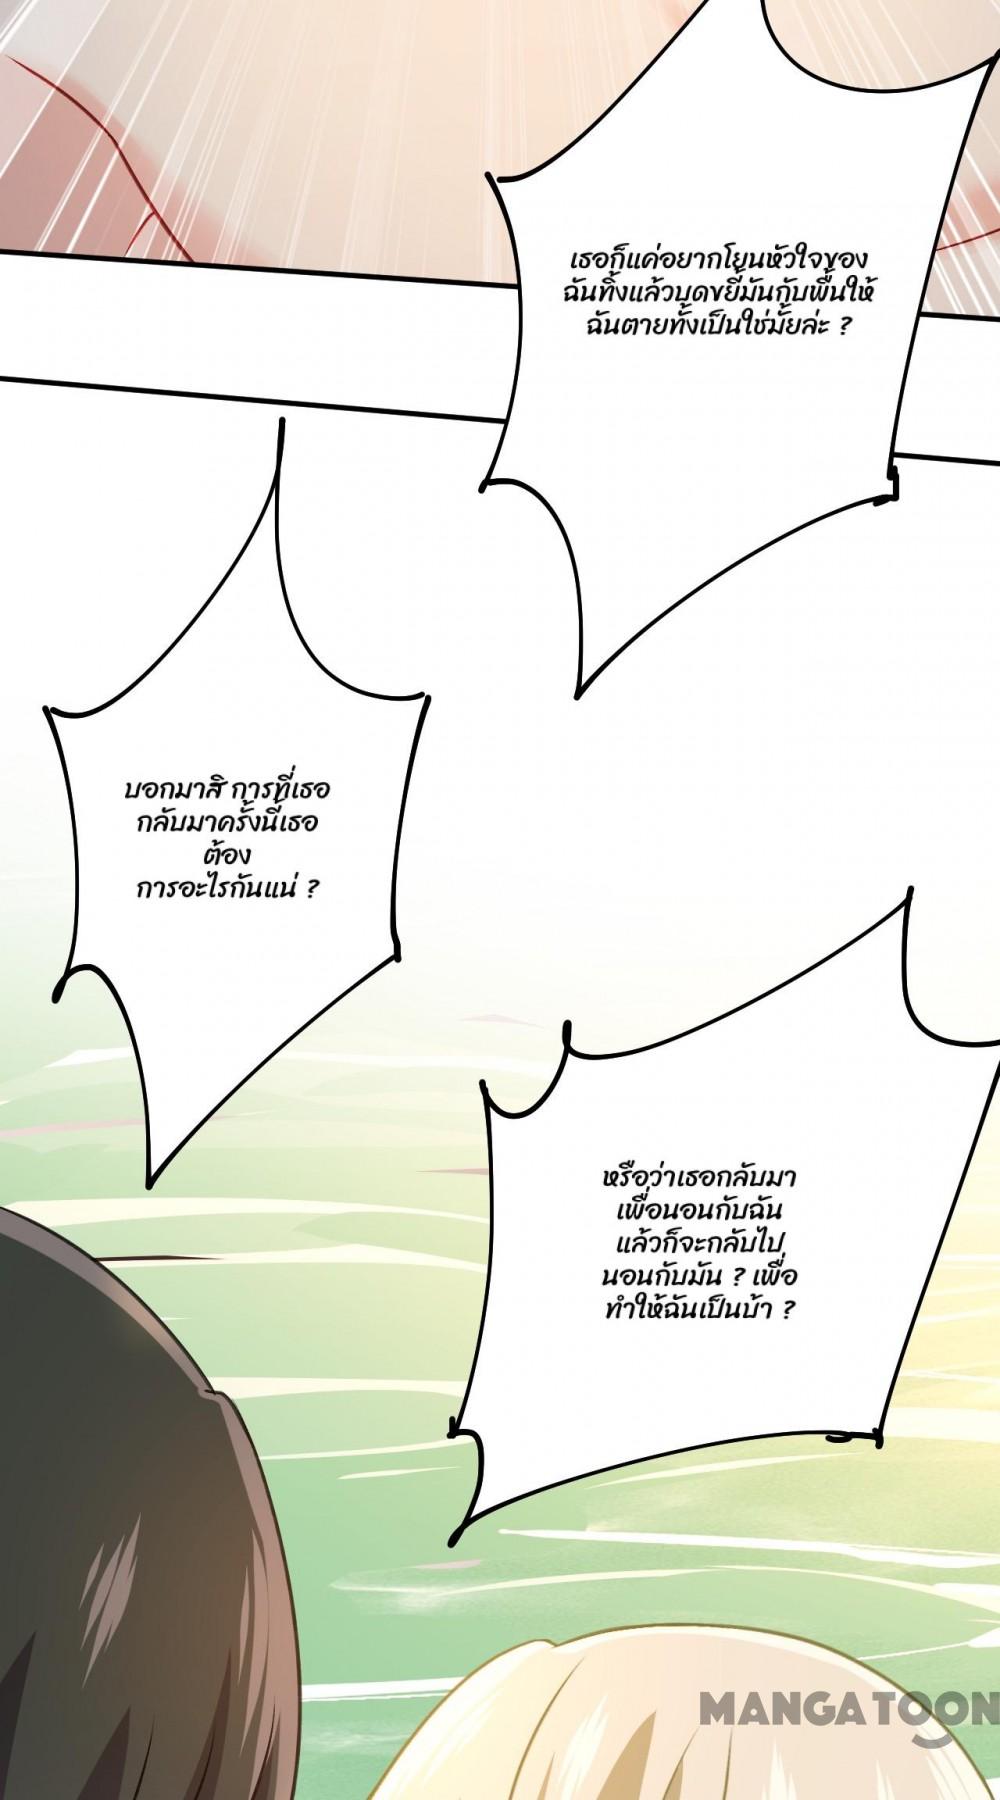 เธอก็แค่อยากโยนหัวใจของ
ฉันทิ้งแล้วบดขยี้มันกับพื้นให้
ฉันตายทั้งเป็นใช่มั้ยล่ะ ?
บอกมาสิ การที่เธอ
กลับมาครั้งนี้เธอ
ต้อง
การอะไรกันแน่ ?
หรือว่าเธอกลับมา
เพื่อนอนกับฉัน
แล้วก็จะกลับไป
นอนกับมัน ? เพื่อ
ทำให้ฉันเป็นบ้า ?
MANGATOON